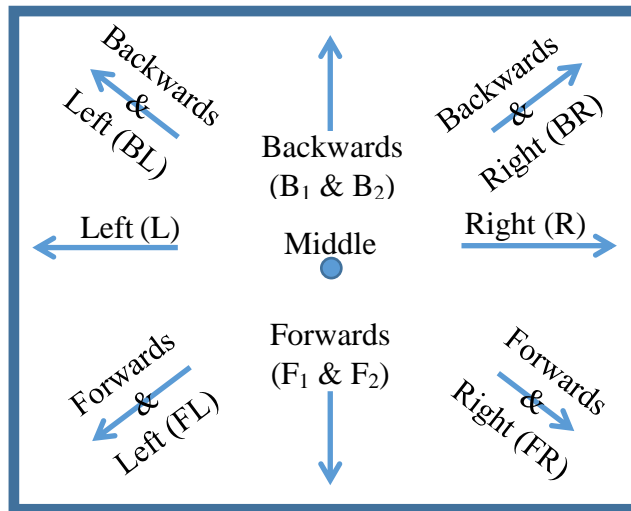 Backwards
&
Left (BL)
Backwards
&
Right (BR)
Backwards
(B₁ & B₂)
Left (L)
Right (R)
Middle
Forwards
(F₁ & F₂)
Forwards
&
Left (FL)
Forwards
&
Right (FR)